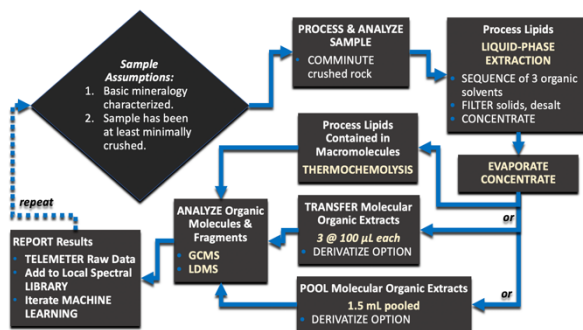 Sample
Assumptions:
1. Basic mineralogy
characterized.
2. Sample has been
at least minimally
crushed.
PROCESS & ANALYZE
SAMPLE
• COMMINUTE
crushed rock
Process Lipids
LIQUID-PHASE
EXTRACTION
• SEQUENCE of 3 organic
solvents
• FILTER solids, desalt
• CONCENTRATE
EVAPORATE
CONCENTRATE
Process Lipids
Contained in
Macromolecules
THERMOCHEMOLYSIS
or
TRANSFER Molecular
Organic Extracts
3 @ 100 µL each
• DERIVATIZE OPTION
or
POOL Molecular Organic Extracts
1.5 mL pooled
• DERIVATIZE OPTION
ANALYZE Organic
Molecules &
Fragments
• GCMS
• LDMS
REPORT Results
• TELEMETER Raw Data
• Add to Local Spectral
LIBRARY
• Iterate MACHINE
LEARNING
repeat